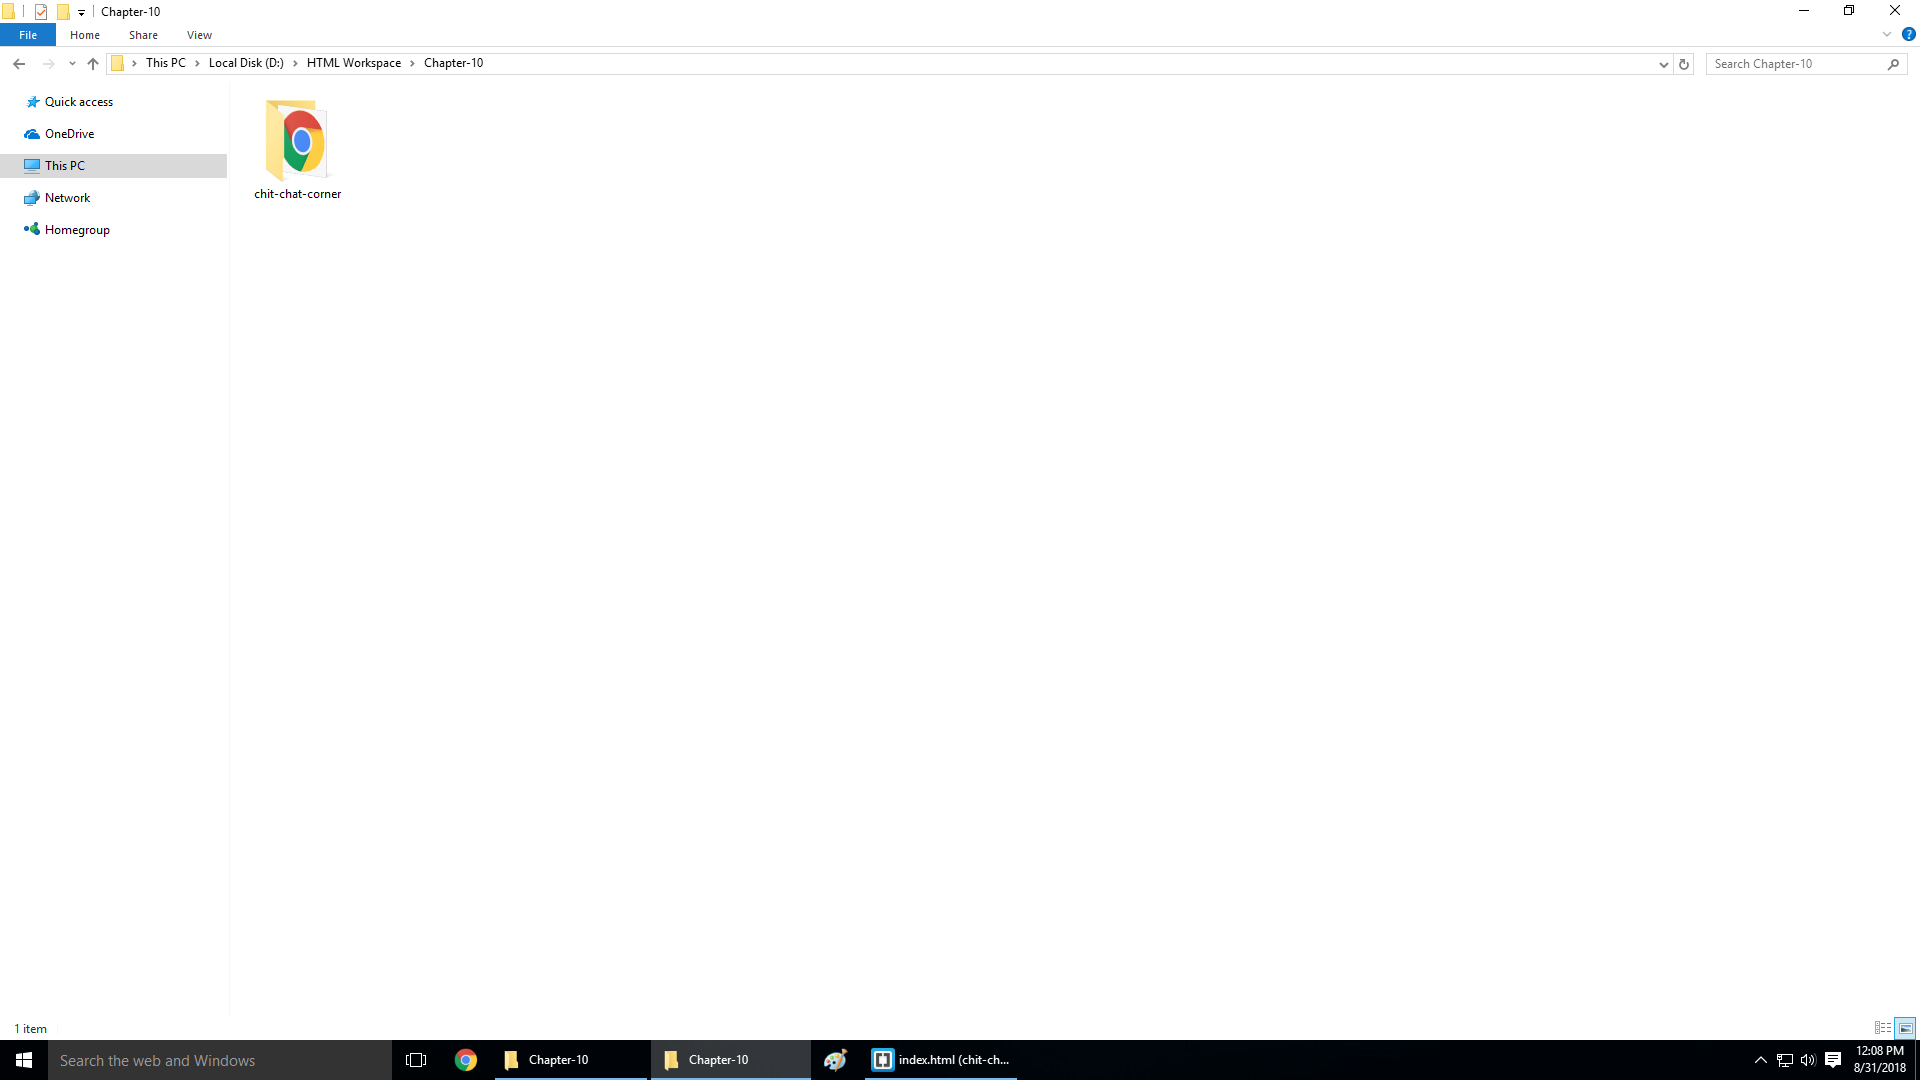 Chapter-10
File Home Share View
This PC Local Disk (D:) HTML Workspace Chapter-10
Search Chapter-10
Quick access
OneDrive
This PC
Network
Homegroup
chit-chat-corner
1 item
Search the web and Windows
Chapter-10
Chapter-10
index.html (chit-ch...
12:08 PM
8/31/2018